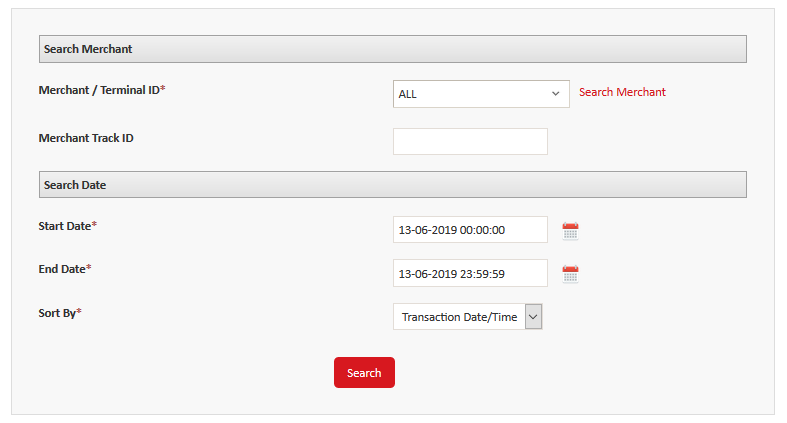 Search Merchant
Merchant / Terminal ID*
ALL
Search Merchant
Merchant Track ID
Search Date
Start Date*
13-06-2019 00:00:00
End Date*
13-06-2019 23:59:59
Sort By*
Transaction Date/Time
Search